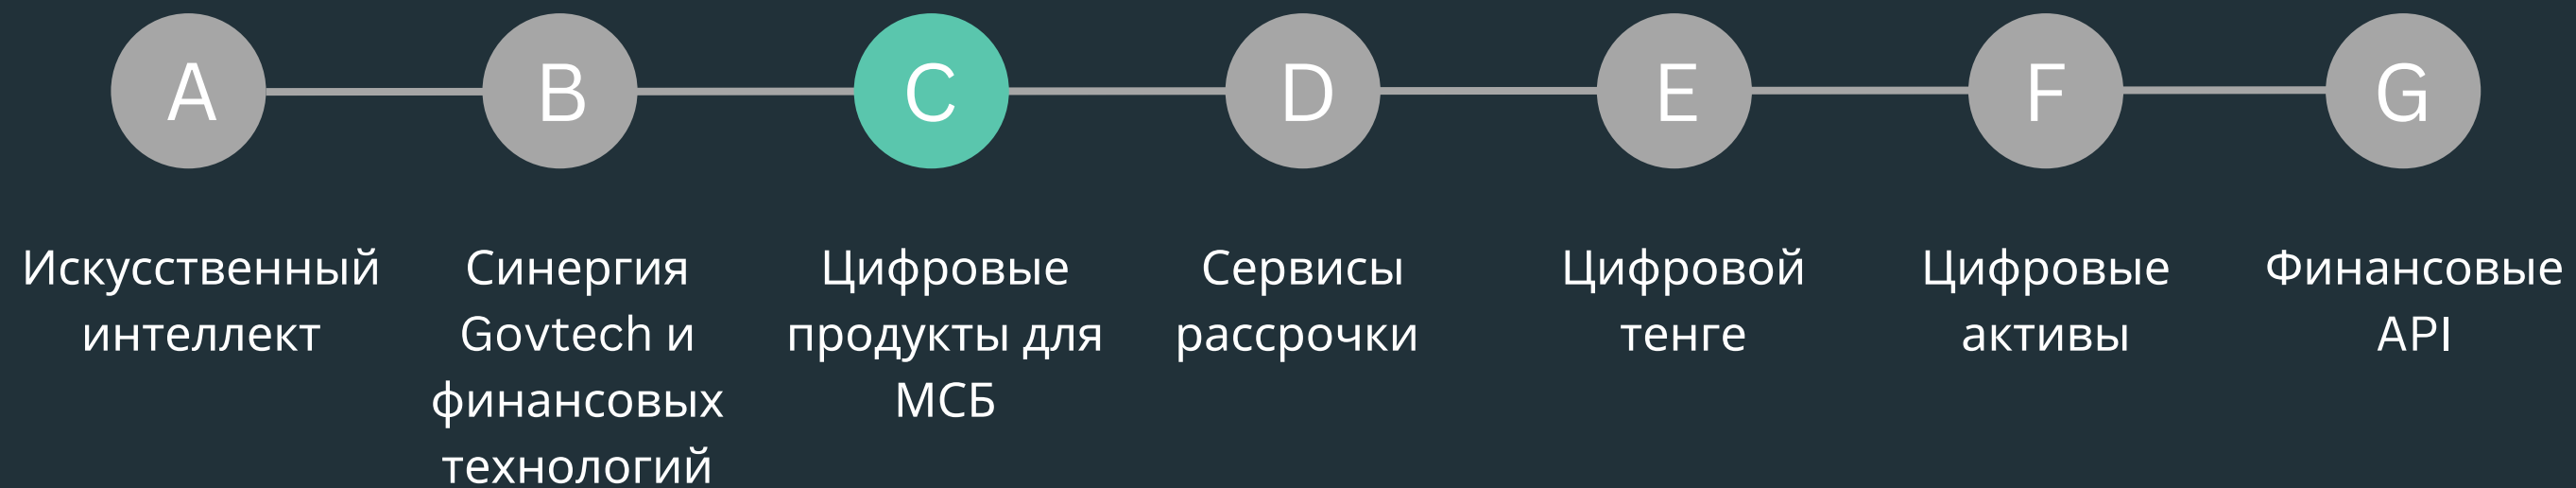 A
B
C
D
E
F
G
Искусственный
интеллект
Синергия
Govtech и
финансовых
технологий
Цифровые
продукты для
МСБ
Сервисы
рассрочки
Цифровой
тенге
Цифровые
активы
Финансовые
API